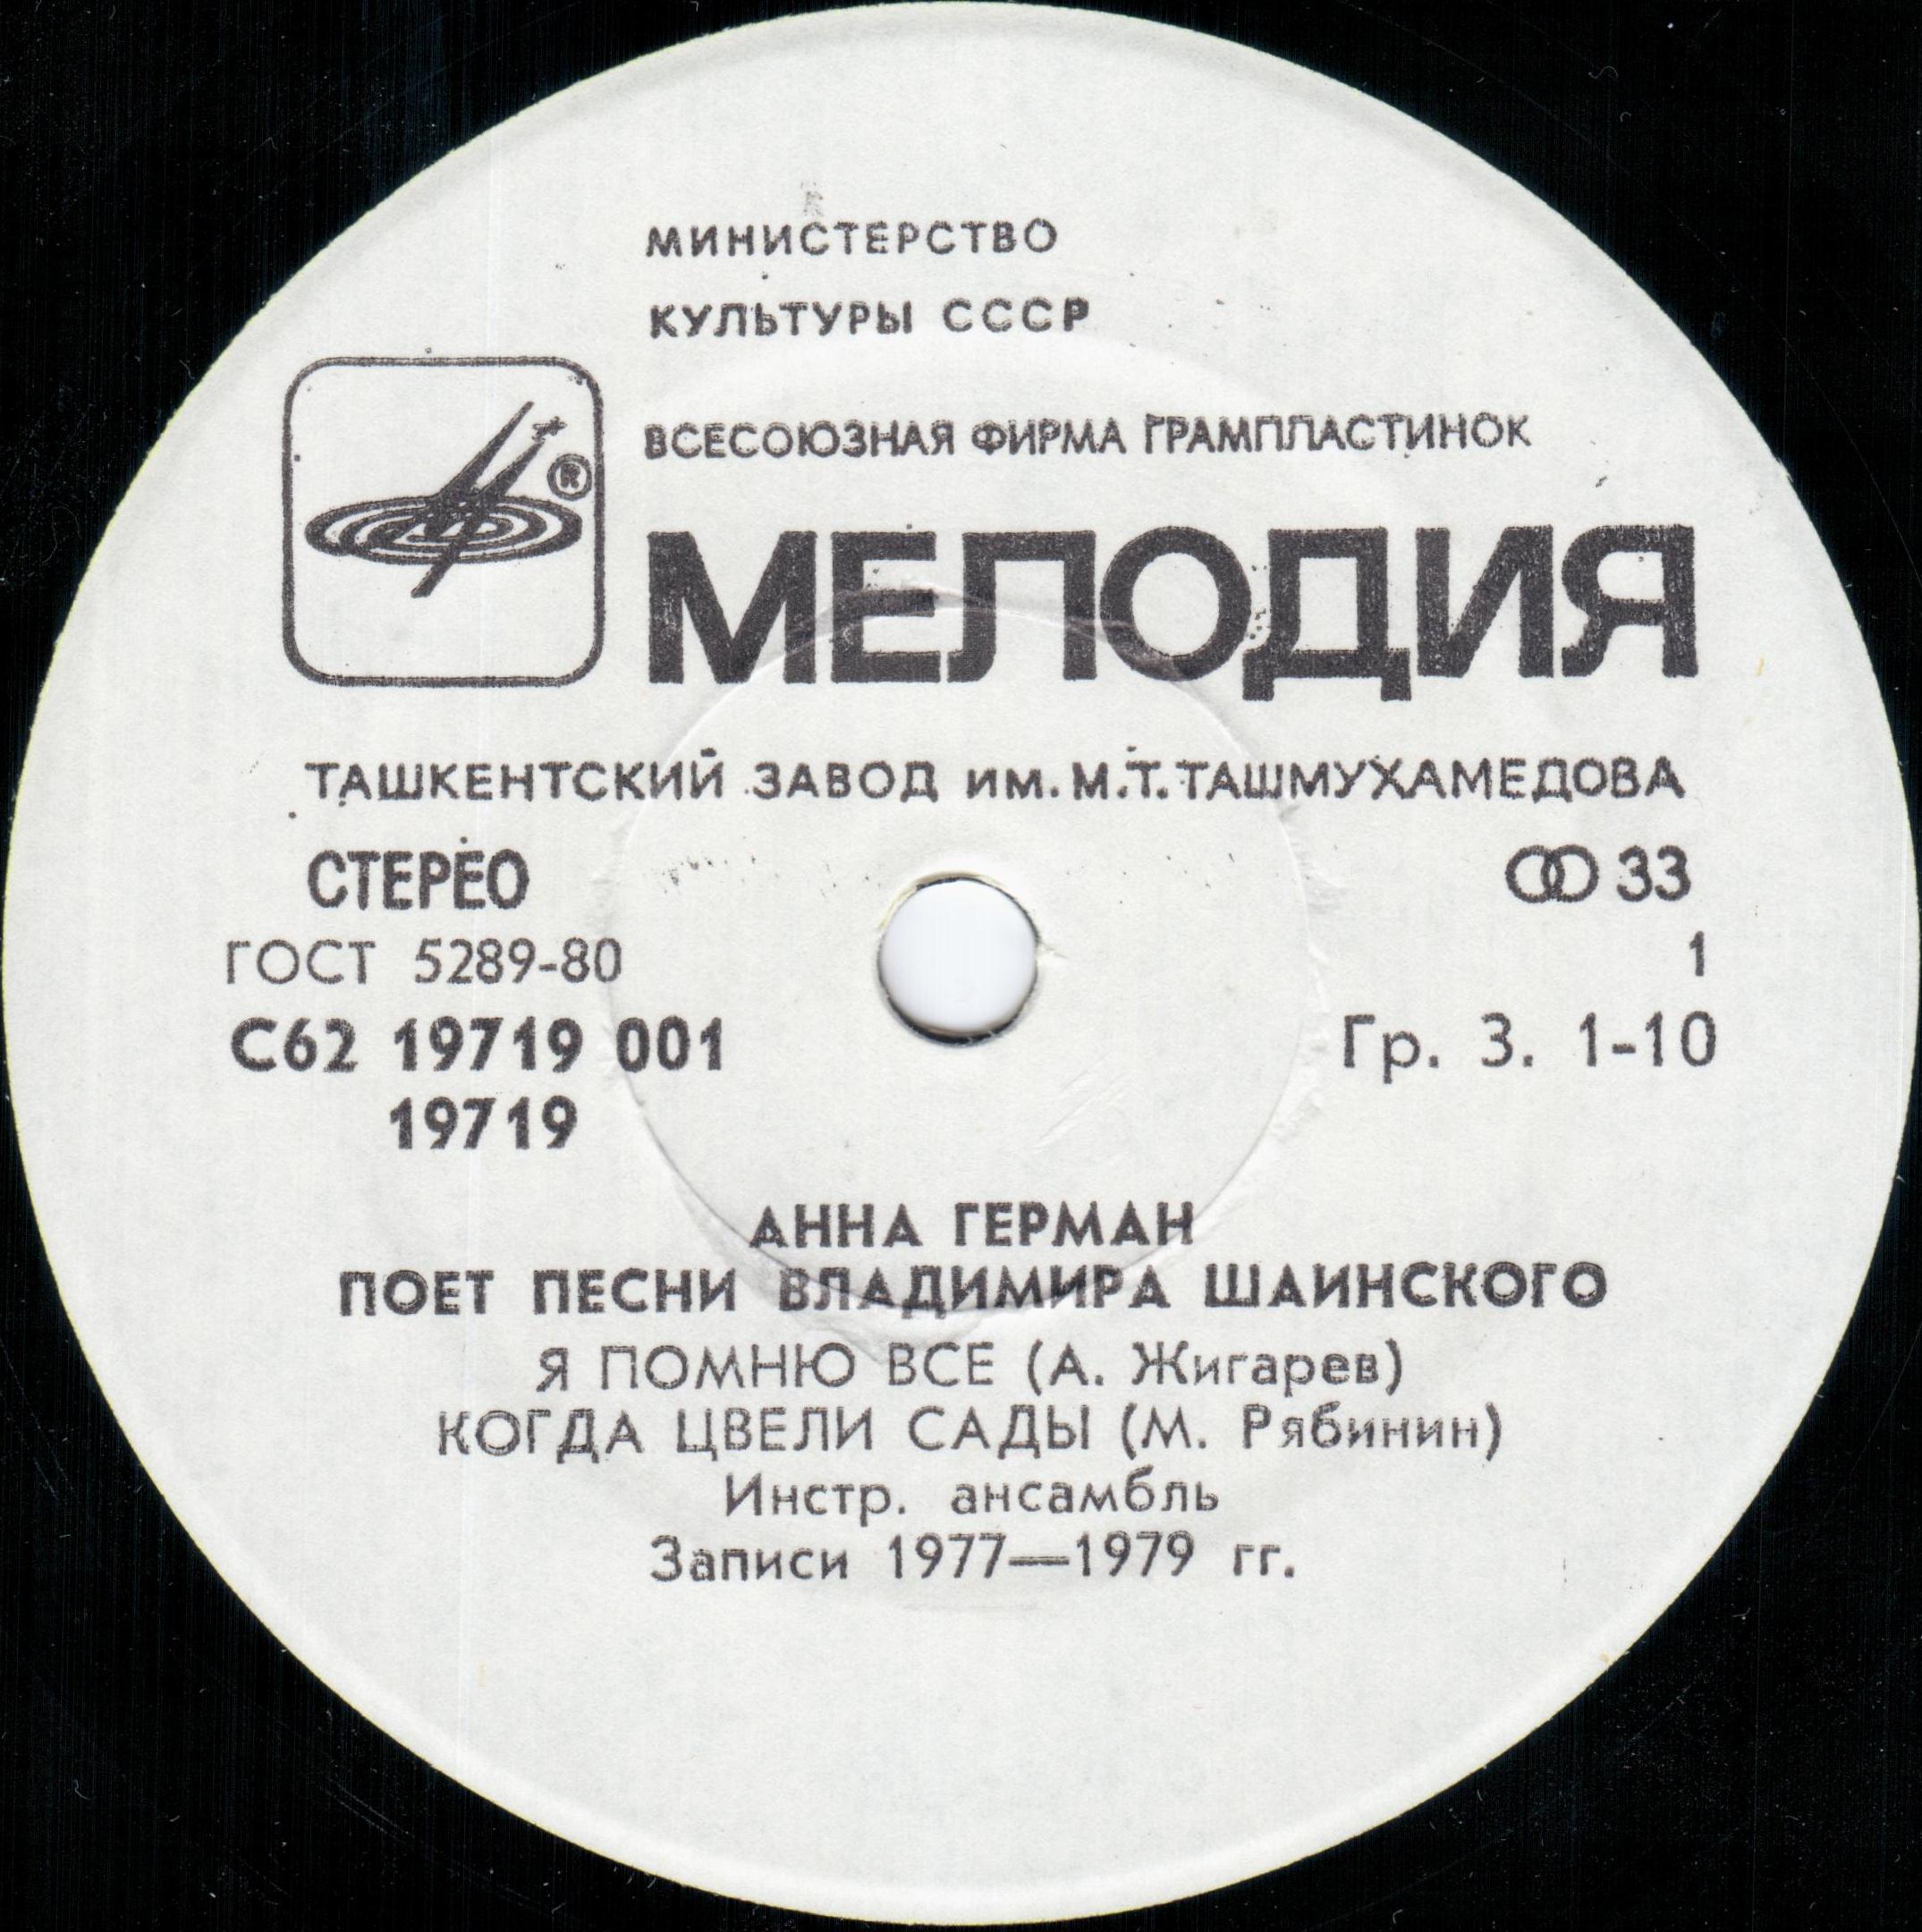 МИНИСТЕРСТВО
КУЛЬТУРЫ СССР
ВСЕСОЮЗНАЯ ФИРМА ГРАМПЛАСТИНОК
®
МЕЛОДИЯ
ТАШКЕНТСКИЙ ЗАВОД им. М.Т. ТАШМУХАМЕДОВА
СТЕРЕО
33
ГОСТ 5289-80
1
С62 19719 001
Гр. 3. 1-10
19719
АННА ГЕРМАН
ПОЕТ ПЕСНИ ВЛАДИМИРА ШАИНСКОГО
Я ПОМНЮ ВСЕ (А. Жигарев)
КОГДА ЦВЕЛИ САДЫ (М. Рябинин)
Инстр. ансамбль
Записи 1977—1979 гг.